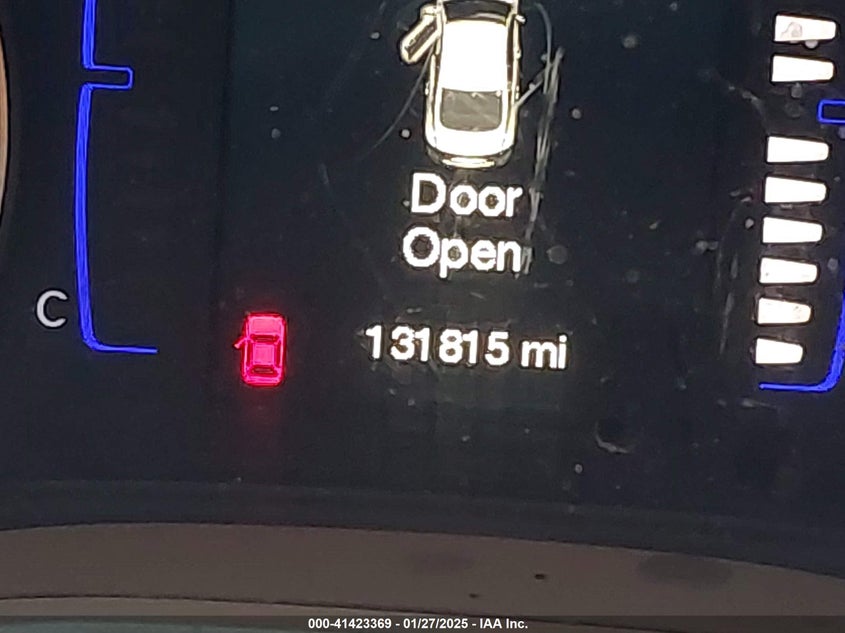 Door
Open
C
131815 mi
000-41423369 - 01/27/2025 - IAA Inc.